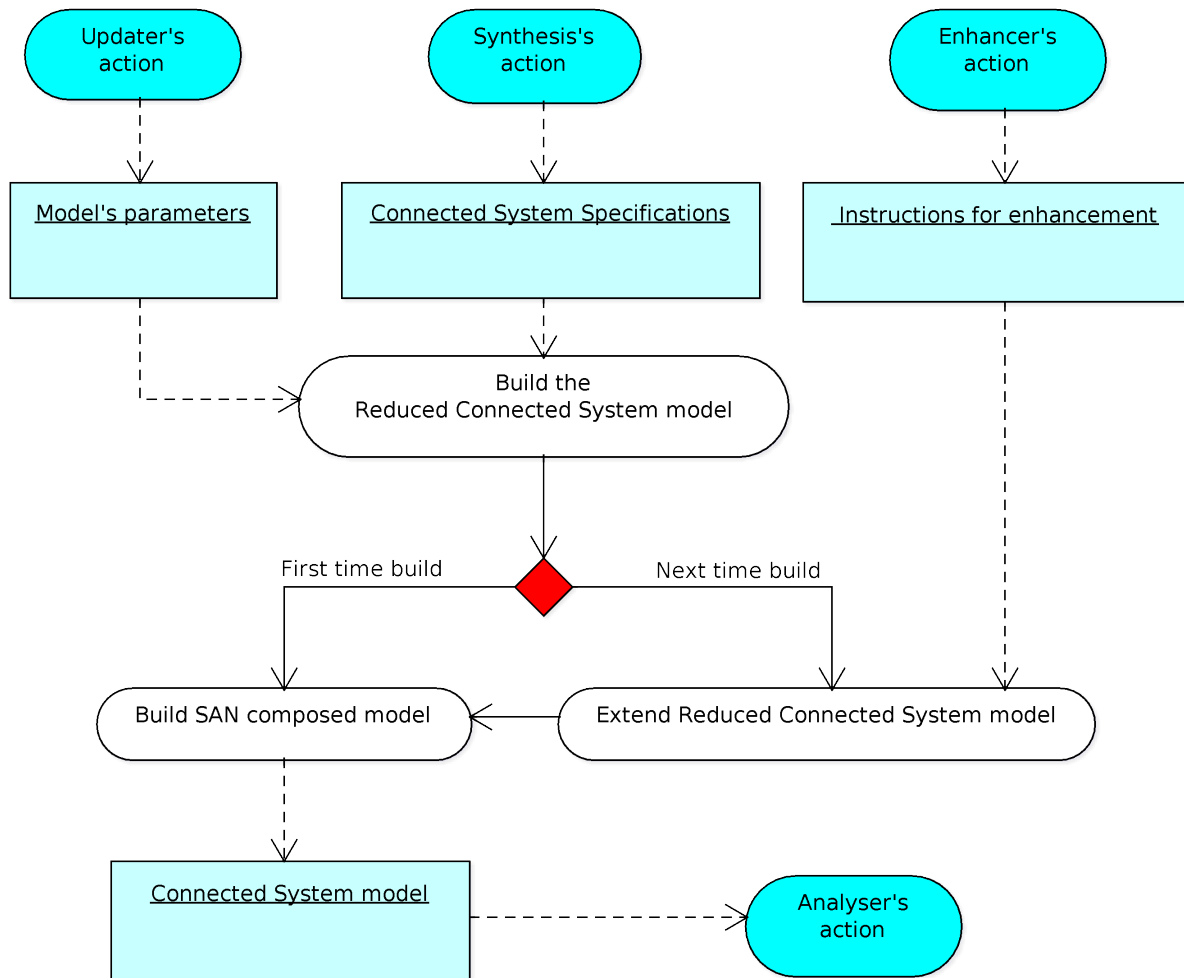 Updater's
action
Synthesis's
action
Enhancer's
action
Model's parameters
Connected System Specifications
Instructions for enhancement
Build the
Reduced Connected System model
First time build
Next time build
Build SAN composed model
Extend Reduced Connected System model
Connected System model
Analyser's
action